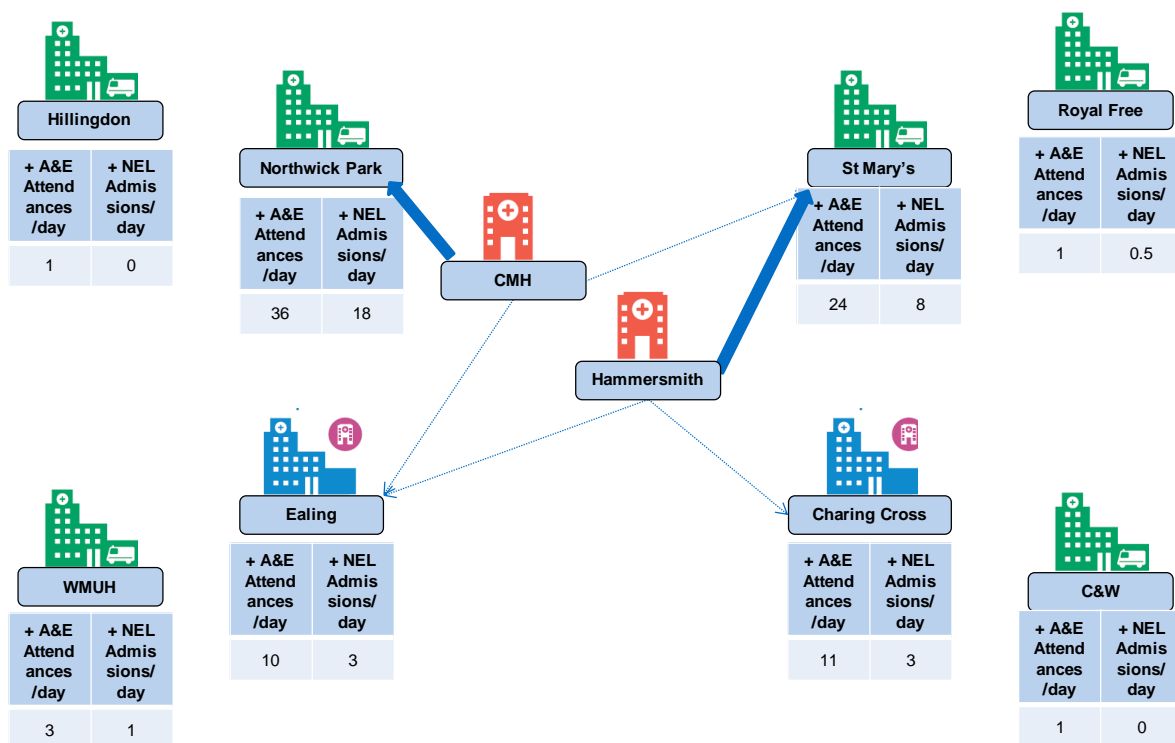 Hillingdon
+ A&E
Attend
ances
/day
+ NEL
Admis
sions/
day
1
0
Northwick Park
+ A&E
Attend
ances
/day
+ NEL
Admis
sions/
day
36
18
CMH
Hammersmith
St Mary’s
+ A&E
Attend
ances
/day
+ NEL
Admis
sions/
day
24
8
Royal Free
+ A&E
Attend
ances
/day
+ NEL
Admis
sions/
day
1
0.5
WMUH
+ A&E
Attend
ances
/day
+ NEL
Admis
sions/
day
3
1
Ealing
+ A&E
Attend
ances
/day
+ NEL
Admis
sions/
day
10
3
Charing Cross
+ A&E
Attend
ances
/day
+ NEL
Admis
sions/
day
11
3
C&W
+ A&E
Attend
ances
/day
+ NEL
Admis
sions/
day
1
0